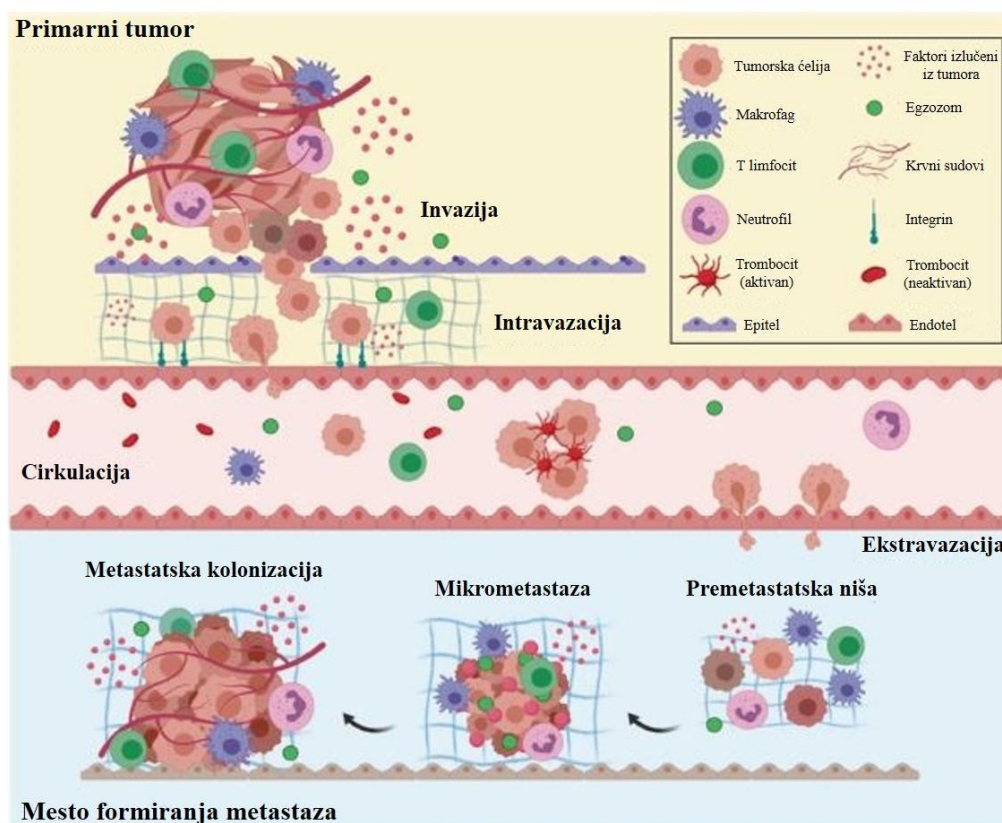 Primarni tumor
Tumorska ćelija
Faktori izlučeni
iz tumora
Makrofag
Egzozom
T limfocit
Krvni sudovi
Neutrofil
Integrin
Trombocit
(aktivan)
Trombocit
(neaktivan)
Epitel
Endotel
Invazija
Intravazacija
Cirkulacija
Ekstravazacija
Metastatska kolonizacija
Mikrometastaza
Premetastatska niša
Mesto formiranja metastaza